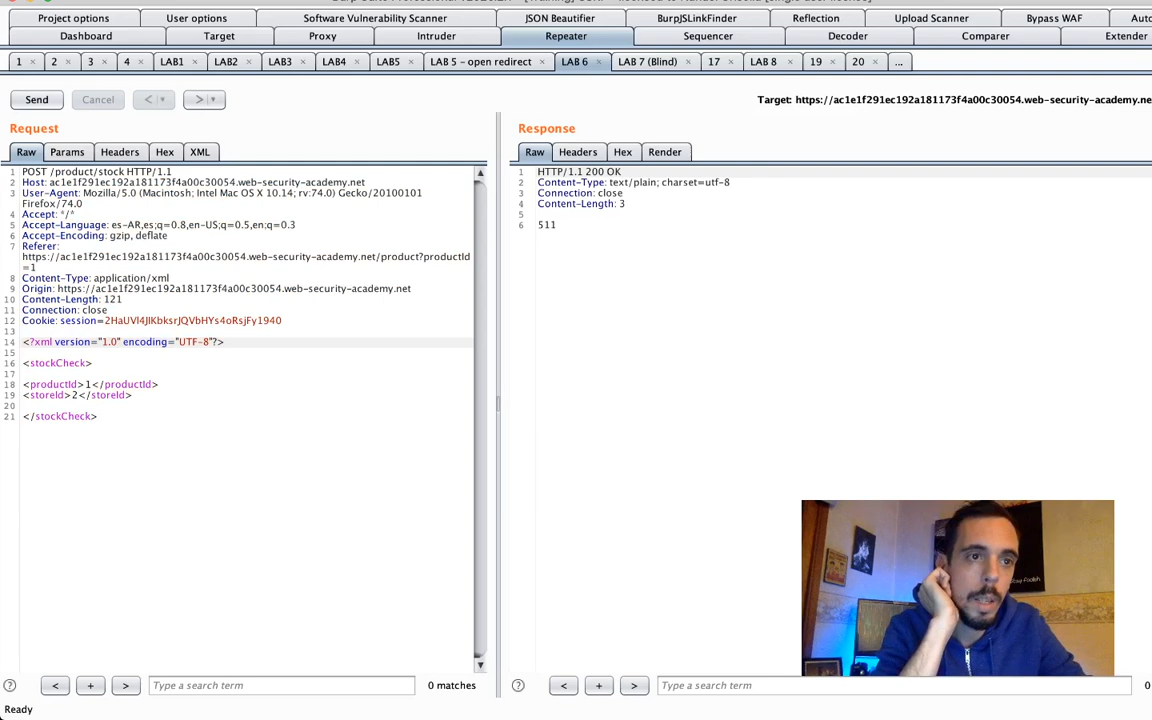 Project options User options Software Vulnerability Scanner JSON Beautifier BurpJSLinkFinder Reflection Upload Scanner Bypass WAF
Dashboard Target Proxy Intruder Repeater Sequencer Decoder Comparer Extender
1 × 2 × 3 × 4 × LAB1 × LAB2 × LAB3 × LAB4 × LAB5 × LAB 5 - open redirect × LAB 6 × LAB 7 (Blind) × 17 × LAB 8 × 19 × 20 × ...
Send Cancel < > Target: https://ac1e1f291ec192a181173f4a00c30054.web-security-academy.ne
Request
Raw Params Headers Hex XML
1 POST /product/stock HTTP/1.1
2 Host: ac1e1f291ec192a181173f4a00c30054.web-security-academy.net
3 User-Agent: Mozilla/5.0 (Macintosh; Intel Mac OS X 10.14; rv:74.0) Gecko/20100101
Firefox/74.0
4 Accept: */*
5 Accept-Language: es-AR,es;q=0.8,en-US;q=0.5,en;q=0.3
6 Accept-Encoding: gzip, deflate
7 Referer:
https://ac1e1f291ec192a181173f4a00c30054.web-security-academy.net/product?productId
=1
8 Content-Type: application/xml
9 Origin: https://ac1e1f291ec192a181173f4a00c30054.web-security-academy.net
10 Content-Length: 121
11 Connection: close
12 Cookie:
13
14 <?xml version="1.0" encoding="UTF-8"?>
15
16 <stockCheck>
17
18 <productId>1</productId>
19 <storeId>2</storeId>
20
21 </stockCheck>
? < + > Type a search term 0 matches
Response
Raw Headers Hex Render
1 HTTP/1.1 200 OK
2 Content-Type: text/plain; charset=utf-8
3 Connection: close
4 Content-Length: 3
5
6 511
? < + > Type a search term 0
Ready